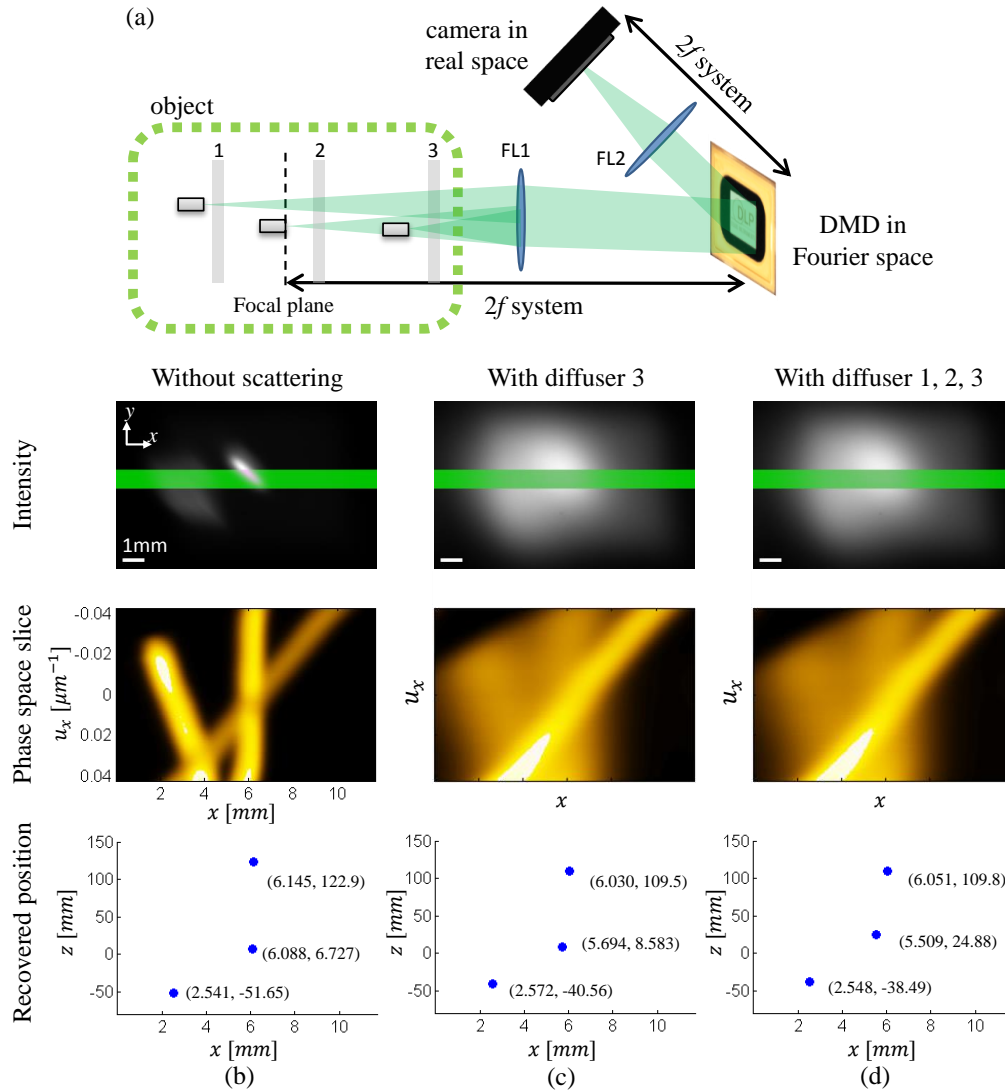 (a)
camera in
real space
2f system
object
1 2 3
FL1
FL2
DLP
DMD in
Fourier space
Focal plane
2f system
Without scattering
With diffuser 3
With diffuser 1, 2, 3
Intensity
y
x
1mm
Phase space slice
u_x [μm⁻¹]
-0.04
-0.02
0
0.02
0.04
2 4 6 8 10
x [mm]
u_x
x
u_x
x
Recovered position
z [mm]
150
100
50
0
-50
(6.145, 122.9)
(6.088, 6.727)
(2.541, -51.65)
2 4 6 8 10
x [mm]
(b)
z [mm]
150
100
50
0
-50
(6.030, 109.5)
(5.694, 8.583)
(2.572, -40.56)
2 4 6 8 10
x [mm]
(c)
z [mm]
150
100
50
0
-50
(6.051, 109.8)
(5.509, 24.88)
(2.548, -38.49)
2 4 6 8 10
x [mm]
(d)